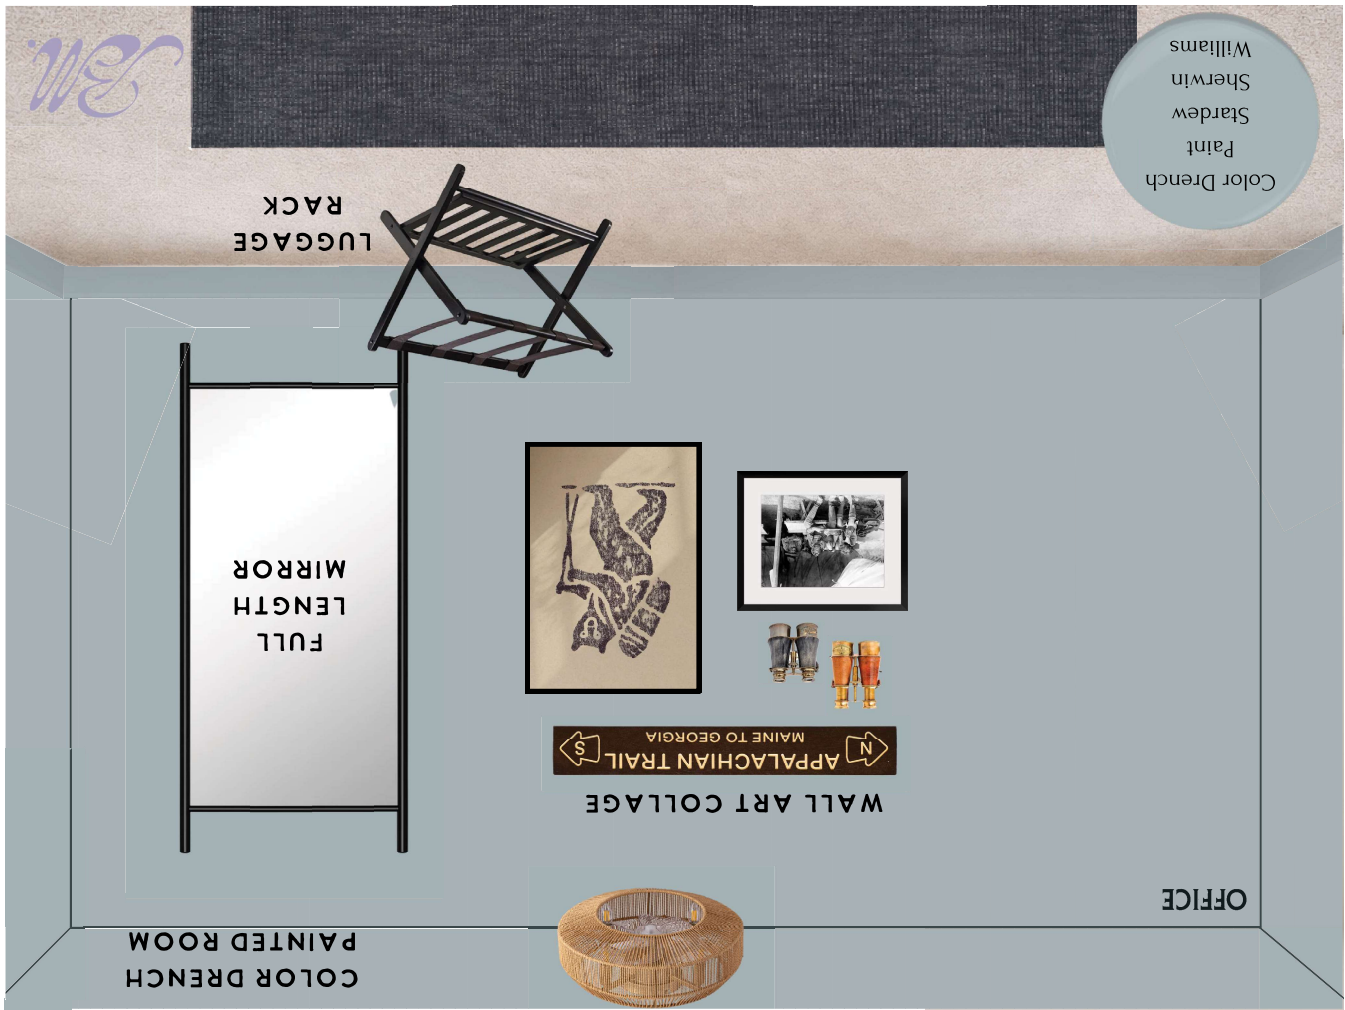 COLOR DRENCH
PAINTED ROOM
OFFICE
WALL ART COLLAGE
N APPALACHIAN TRAIL S
MAINE TO GEORGIA
FULL
LENGTH
MIRROR
LUGGAGE
RACK
Color Drench
Paint
Stardew
Sherwin
Williams